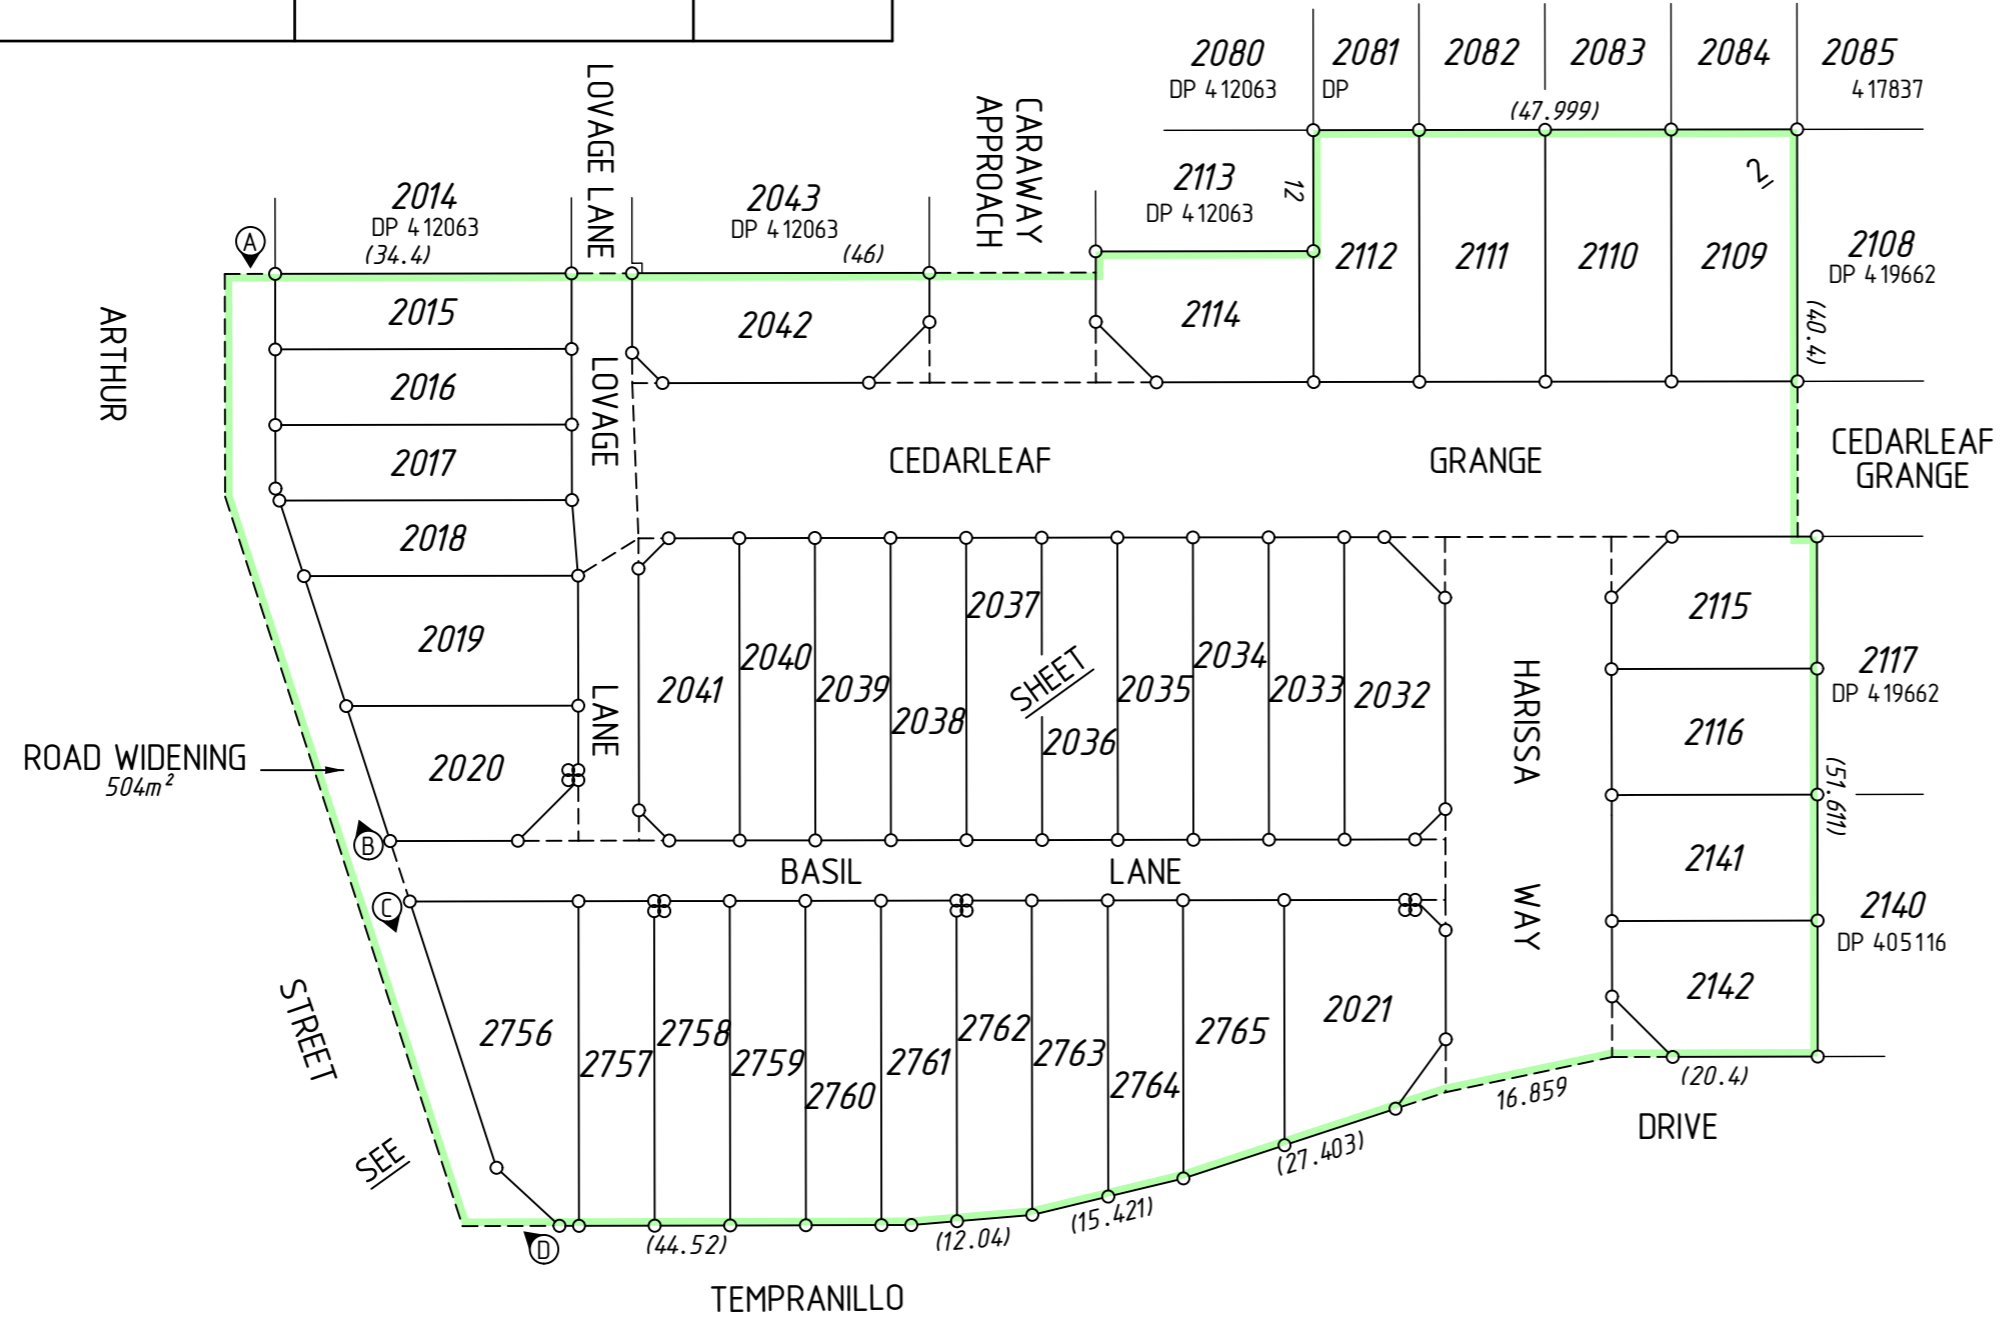 2080
DP 412063
2081
DP
2082
2083
2084
2085
417837
(47.999)
LOVAGE LANE
CARAWAY
APPROACH
2014
DP 412063
(34.4)
2043
DP 412063
(46)
2113
DP 412063
12
2
2112
2111
2110
2109
2108
DP 419662
(40.4)
A
ARTHUR
2015
2016
2017
2018
2019
2020
LOVAGE
LANE
2042
2114
CEDARLEAF
GRANGE
CEDARLEAF
GRANGE
2041
2040
2039
2038
2037
SHEET
2036
2035
2034
2033
2032
HARISSA
WAY
2115
2116
2141
2142
2117
DP 419662
(51.611)
2140
DP 405116
ROAD WIDENING
504m²
B
C
BASIL
LANE
STREET
SEE
2756
2757
2758
2759
2760
2761
2762
2763
2764
2765
2021
D
(44.52)
(12.04)
(15.421)
(27.403)
16.859
(20.4)
TEMPRANILLO
DRIVE